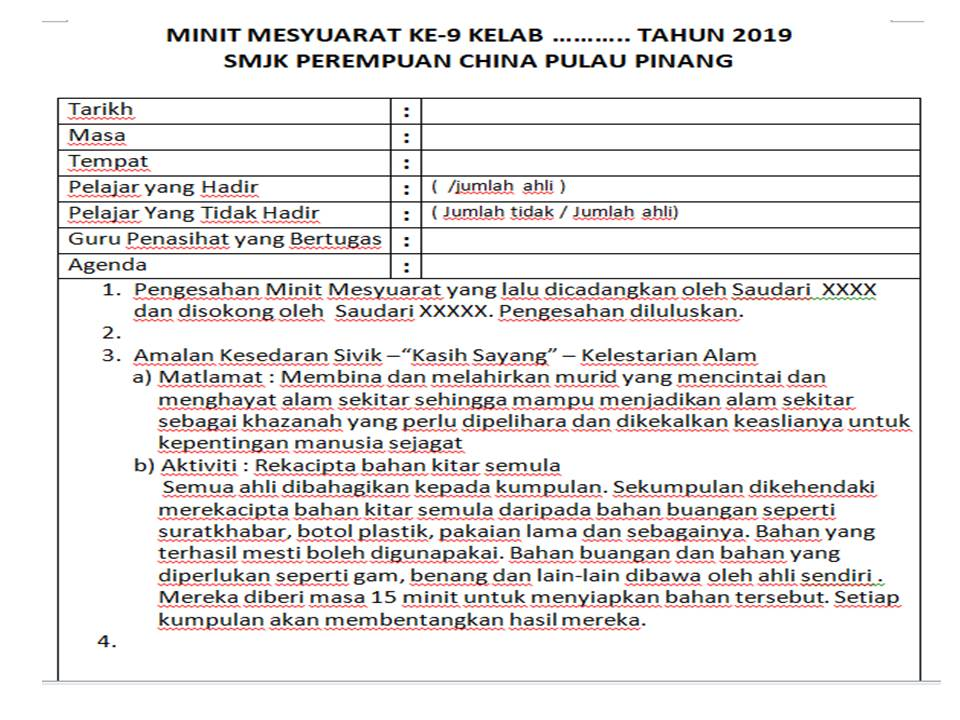 MINIT MESYUARAT KE-9 KELAB ……….. TAHUN 2019
SMJK PEREMPUAN CHINA PULAU PINANG
Tarikh :
Masa :
Tempat :
Pelajar yang Hadir : ( /jumlah ahli )
Pelajar Yang Tidak Hadir : ( Jumlah tidak / Jumlah ahli)
Guru Penasihat yang Bertugas :
Agenda :
1. Pengesahan Minit Mesyuarat yang lalu dicadangkan oleh Saudari XXXX
dan disokong oleh Saudari XXXXX. Pengesahan diluluskan.
2.
3. Amalan Kesedaran Sivik –“Kasih Sayang” – Kelestarian Alam
a) Matlamat : Membina dan melahirkan murid yang mencintai dan
menghayat alam sekitar sehingga mampu menjadikan alam sekitar
sebagai khazanah yang perlu dipelihara dan dikekalkan keaslianya untuk
kepentingan manusia sejagat
b) Aktiviti : Rekacipta bahan kitar semula
Semua ahli dibahagikan kepada kumpulan. Sekumpulan dikehendaki
merekacipta bahan kitar semula daripada bahan buangan seperti
suratkhabar, botol plastik, pakaian lama dan sebagainya. Bahan yang
terhasil mesti boleh digunapakai. Bahan buangan dan bahan yang
diperlukan seperti gam, benang dan lain-lain dibawa oleh ahli sendiri .
Mereka diberi masa 15 minit untuk menyiapkan bahan tersebut. Setiap
kumpulan akan membentangkan hasil mereka.
4.